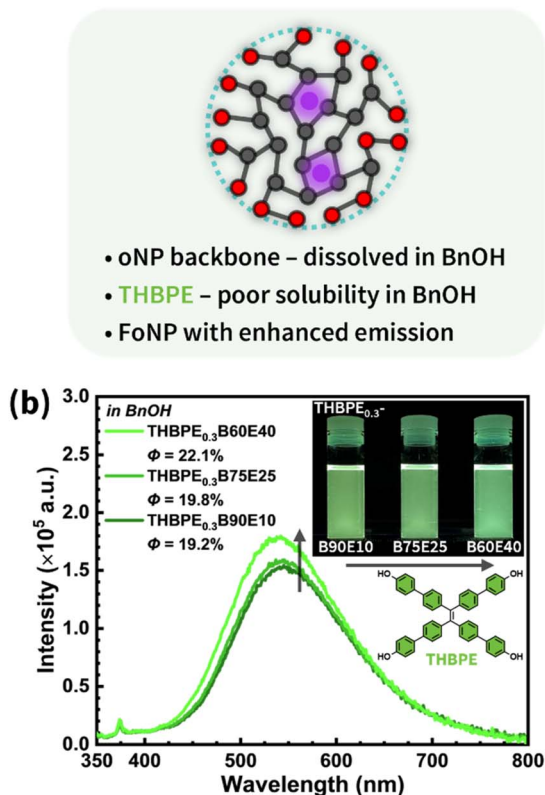 • oNP backbone – dissolved in BnOH
• THBPE – poor solubility in BnOH
• FoNP with enhanced emission
(b)
in BnOH
THBPE0.3B60E40
Φ = 22.1%
THBPE0.3B75E25
Φ = 19.8%
THBPE0.3B90E10
Φ = 19.2%
THBPE0.3-
B90E10 B75E25 B60E40
OH OH
HO OH
THBPE
Intensity (×10⁵ a.u.)
3.0
2.5
2.0
1.5
1.0
0.5
0.0
350 400 500 600 700 800
Wavelength (nm)